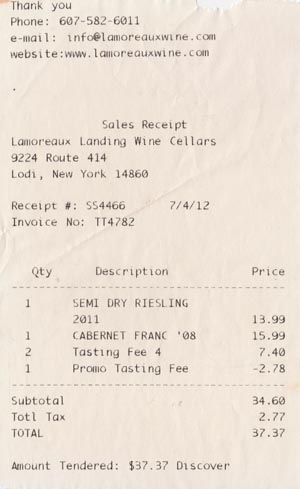 Thank you
Phone: 607-582-6011
e-mail: info@lamoreauxwine.com
website:www.lamoreauxwine.com
.
Sales Receipt
Lamoreaux Landing Wine Cellars
9224 Route 414
Lodi, New York 14860
Receipt #: SS4466 7/4/12
Invoice No: TT4782
Qty Description Price
1 SEMI DRY RIESLING
2011 13.99
1 CABERNET FRANC '08 15.99
2 Tasting Fee 4 7.40
1 Promo Tasting Fee -2.78
Subtotal 34.60
Totl Tax 2.77
TOTAL 37.37
Amount Tendered: $37.37 Discover